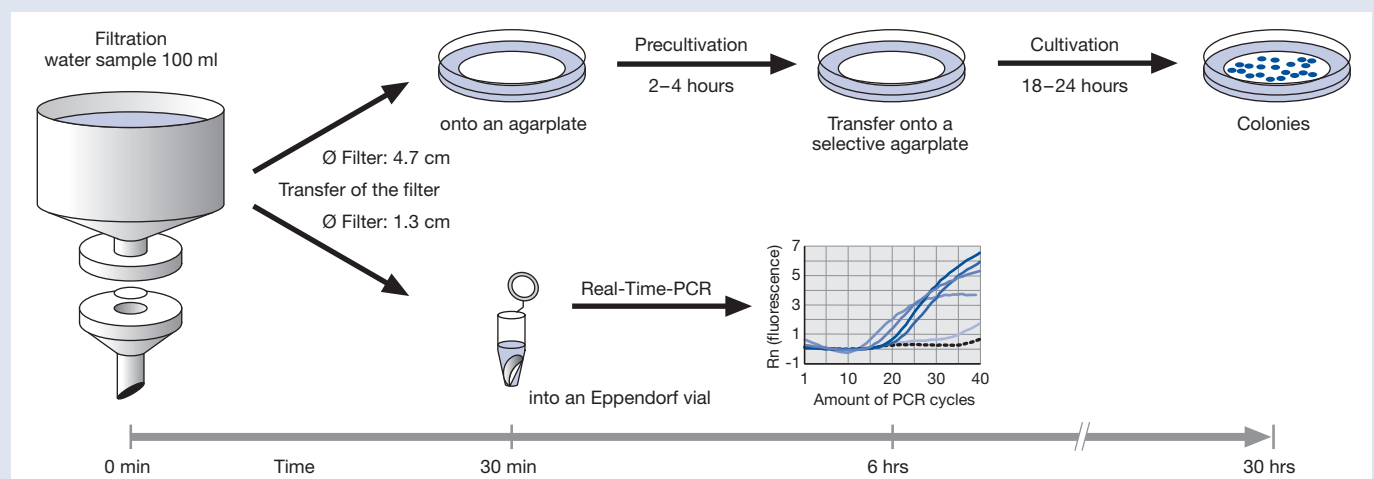 Filtration
water sample 100 ml
onto an agarplate
Precultivation
2–4 hours
Transfer onto a
selective agarplate
Cultivation
18–24 hours
Colonies
Ø Filter: 4.7 cm
Transfer of the filter
Ø Filter: 1.3 cm
into an Eppendorf vial
Real-Time-PCR
Rn (fluorescence)
7
5
3
1
-1
1 10 20 30 40
Amount of PCR cycles
0 min
Time
30 min
6 hrs
30 hrs